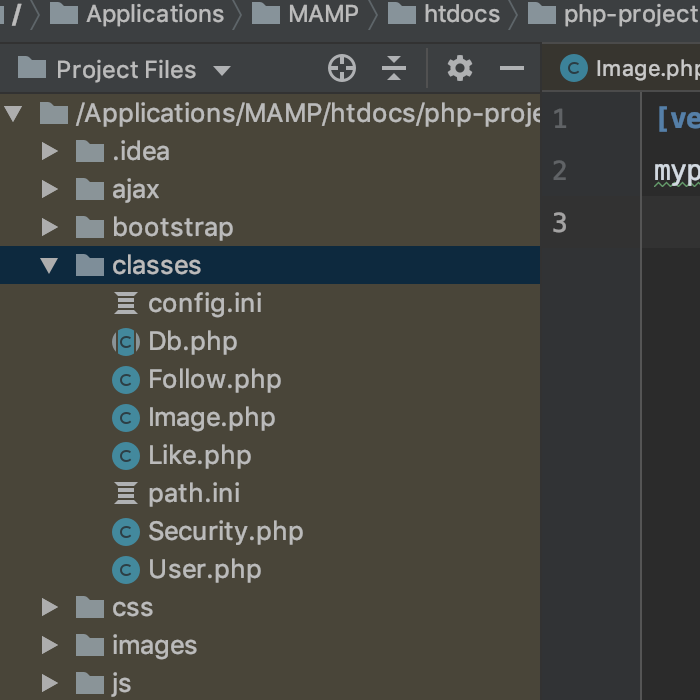 / Applications MAMP htdocs php-project
Project Files
Image.php
/Applications/MAMP/htdocs/php-proje
1 [ve
.idea
2 myp
ajax
bootstrap
3
classes
config.ini
Db.php
Follow.php
Image.php
Like.php
path.ini
Security.php
User.php
css
images
js